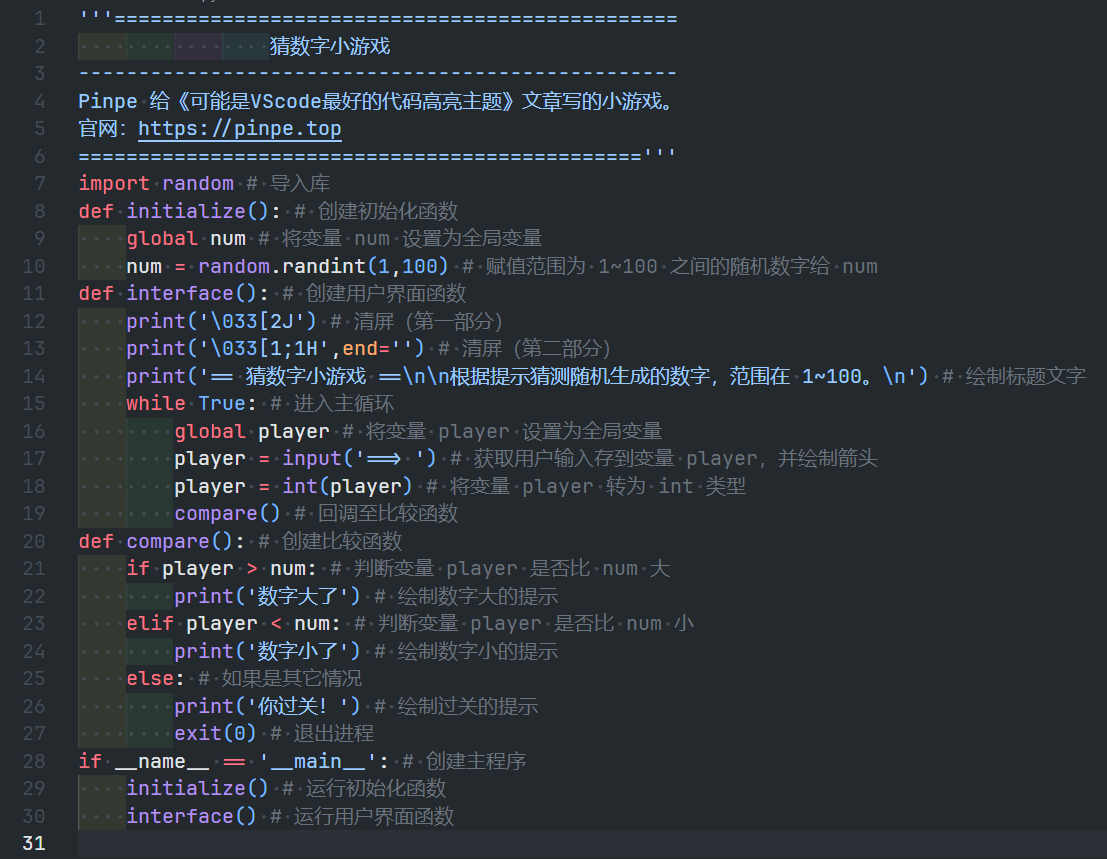 1 '''===============================================
2                 猜数字小游戏
3 --------------------------------------------------
4 Pinpe 给《可能是VScode最好的代码高亮主题》文章写的小游戏。
5 官网：https://pinpe.top
6 ==============================================='''
7 import random # 导入库
8 def initialize(): # 创建初始化函数
9     global num # 将变量 num 设置为全局变量
10     num = random.randint(1,100) # 赋值范围为 1~100 之间的随机数字给 num
11 def interface(): # 创建用户界面函数
12     print('\033[2J') # 清屏（第一部分）
13     print('\033[1;1H',end='') # 清屏（第二部分）
14     print('== 猜数字小游戏 ==\n\n根据提示猜测随机生成的数字，范围在 1~100。\n') # 绘制标题文字
15     while True: # 进入主循环
16         global player # 将变量 player 设置为全局变量
17         player = input('==> ') # 获取用户输入存到变量 player，并绘制箭头
18         player = int(player) # 将变量 player 转为 int 类型
19         compare() # 回调至比较函数
20 def compare(): # 创建比较函数
21     if player > num: # 判断变量 player 是否比 num 大
22         print('数字大了') # 绘制数字大的提示
23     elif player < num: # 判断变量 player 是否比 num 小
24         print('数字小了') # 绘制数字小的提示
25     else: # 如果是其它情况
26         print('你过关！') # 绘制过关的提示
27         exit(0) # 退出进程
28 if __name__ == '__main__': # 创建主程序
29     initialize() # 运行初始化函数
30     interface() # 运行用户界面函数
31